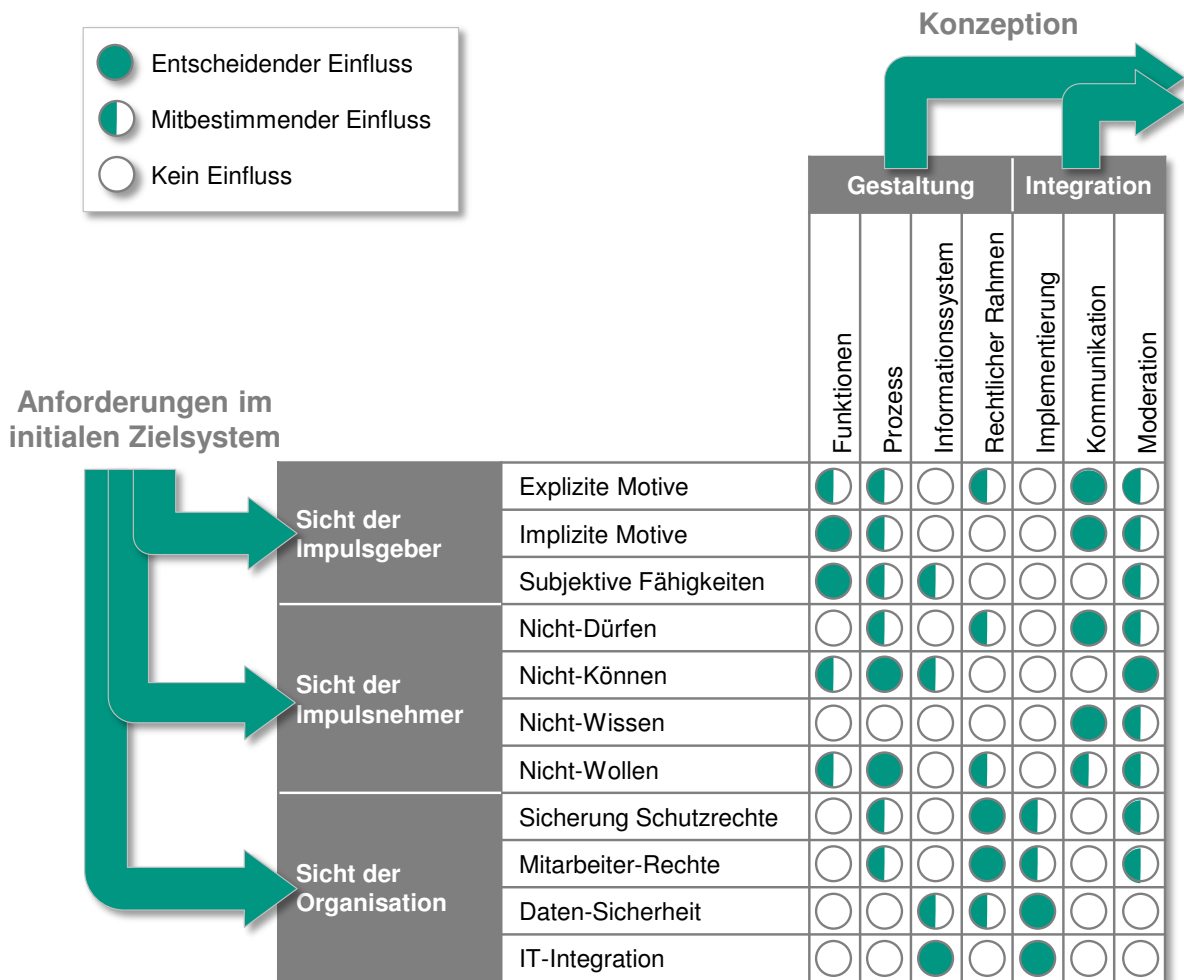 Konzeption
Entscheidender Einfluss
Mitbestimmender Einfluss
Kein Einfluss
Gestaltung
Integration
Funktionen
Prozess
Informationssystem
Rechtlicher Rahmen
Implementierung
Kommunikation
Moderation
Anforderungen im
initialen Zielsystem
Sicht der
Impulsgeber
Explizite Motive
Implizite Motive
Subjektive Fähigkeiten
Sicht der
Impulsnehmer
Nicht-Dürfen
Nicht-Können
Nicht-Wissen
Nicht-Wollen
Sicht der
Organisation
Sicherung Schutzrechte
Mitarbeiter-Rechte
Daten-Sicherheit
IT-Integration